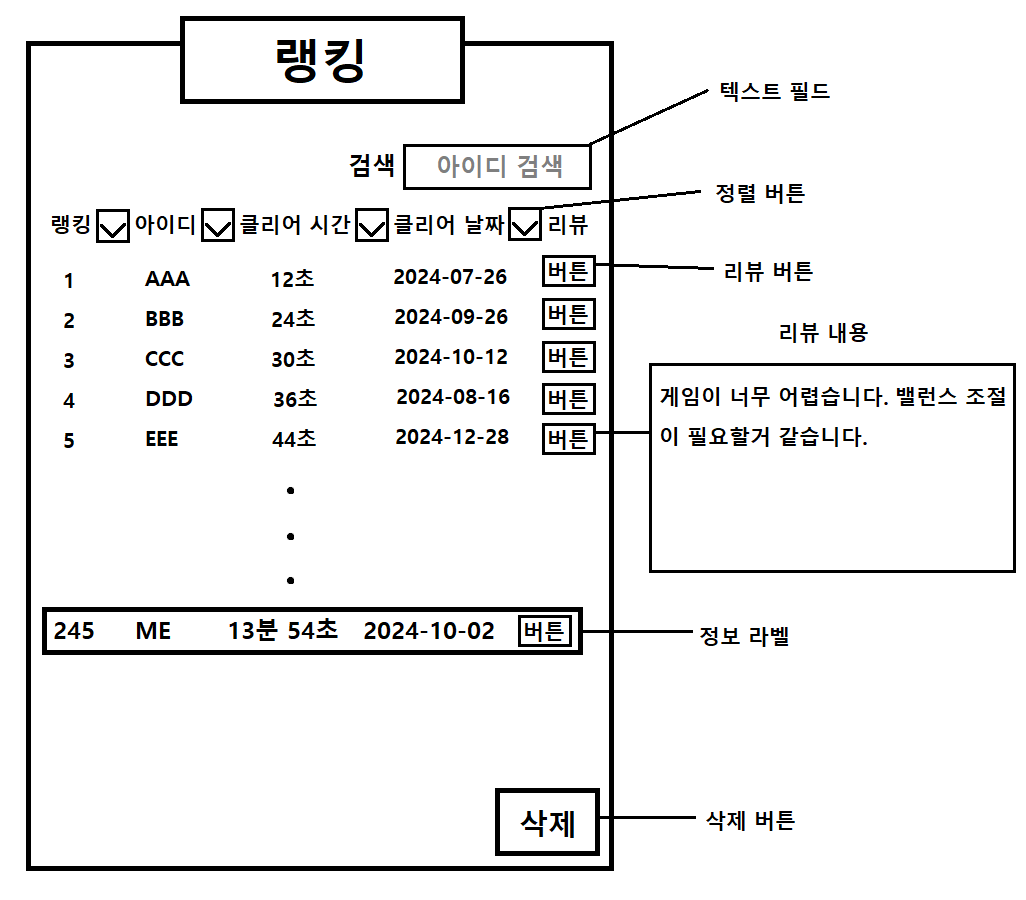 랭킹
텍스트 필드
검색 아이디 검색
정렬 버튼
랭킹 아이디 클리어 시간 클리어 날짜 리뷰
1 AAA 12초 2024-07-26 버튼
리뷰 버튼
2 BBB 24초 2024-09-26 버튼
3 CCC 30초 2024-10-12 버튼
4 DDD 36초 2024-08-16 버튼
5 EEE 44초 2024-12-28 버튼
리뷰 내용
게임이 너무 어렵습니다. 밸런스 조절
이 필요할거 같습니다.
245 ME 13분 54초 2024-10-02 버튼
정보 라벨
삭제
삭제 버튼